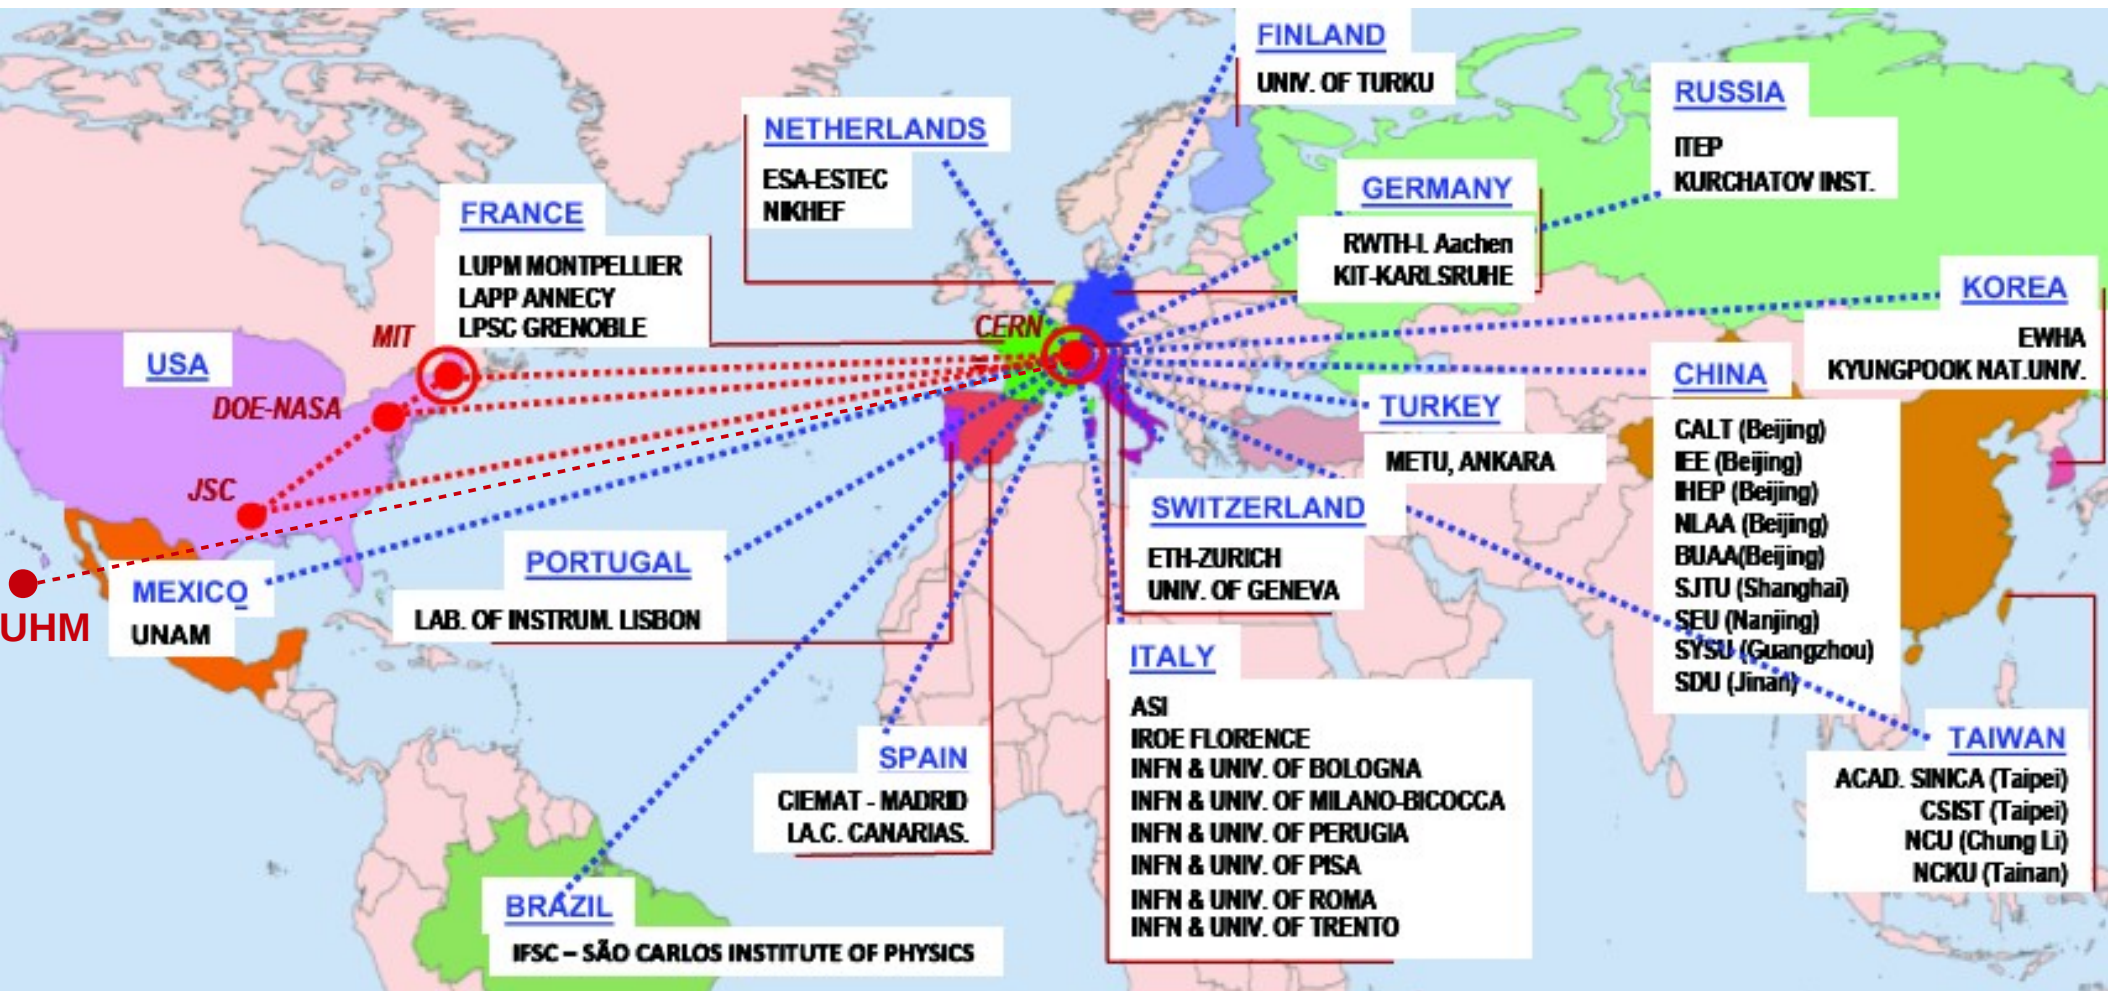 FINLAND
UNIV. OF TURKU
RUSSIA
ITEP
KURCHATOV INST.
NETHERLANDS
ESA-ESTEC
NIKHEF
GERMANY
RWTH-I. Aachen
KIT-KARLSRUHE
FRANCE
LUPM MONTPELLIER
LAPP ANNECY
LPSC GRENOBLE
KOREA
EWHA
KYUNGPOOK NAT.UNIV.
CERN
MIT
USA
DOE-NASA
JSC
CHINA
CALT (Beijing)
IEE (Beijing)
IHEP (Beijing)
NLAA (Beijing)
BUAA(Beijing)
SJTU (Shanghai)
SEU (Nanjing)
SYSU (Guangzhou)
SDU (Jinan)
TURKEY
METU, ANKARA
SWITZERLAND
ETH-ZURICH
UNIV. OF GENEVA
PORTUGAL
LAB. OF INSTRUM. LISBON
MEXICO
UNAM
UHM
ITALY
ASI
IROE FLORENCE
INFN & UNIV. OF BOLOGNA
INFN & UNIV. OF MILANO-BICOCCA
INFN & UNIV. OF PERUGIA
INFN & UNIV. OF PISA
INFN & UNIV. OF ROMA
INFN & UNIV. OF TRENTO
SPAIN
CIEMAT - MADRID
I.A.C. CANARIAS.
TAIWAN
ACAD. SINICA (Taipei)
CSIST (Taipei)
NCU (Chung Li)
NCKU (Tainan)
BRAZIL
IFSC – SÃO CARLOS INSTITUTE OF PHYSICS